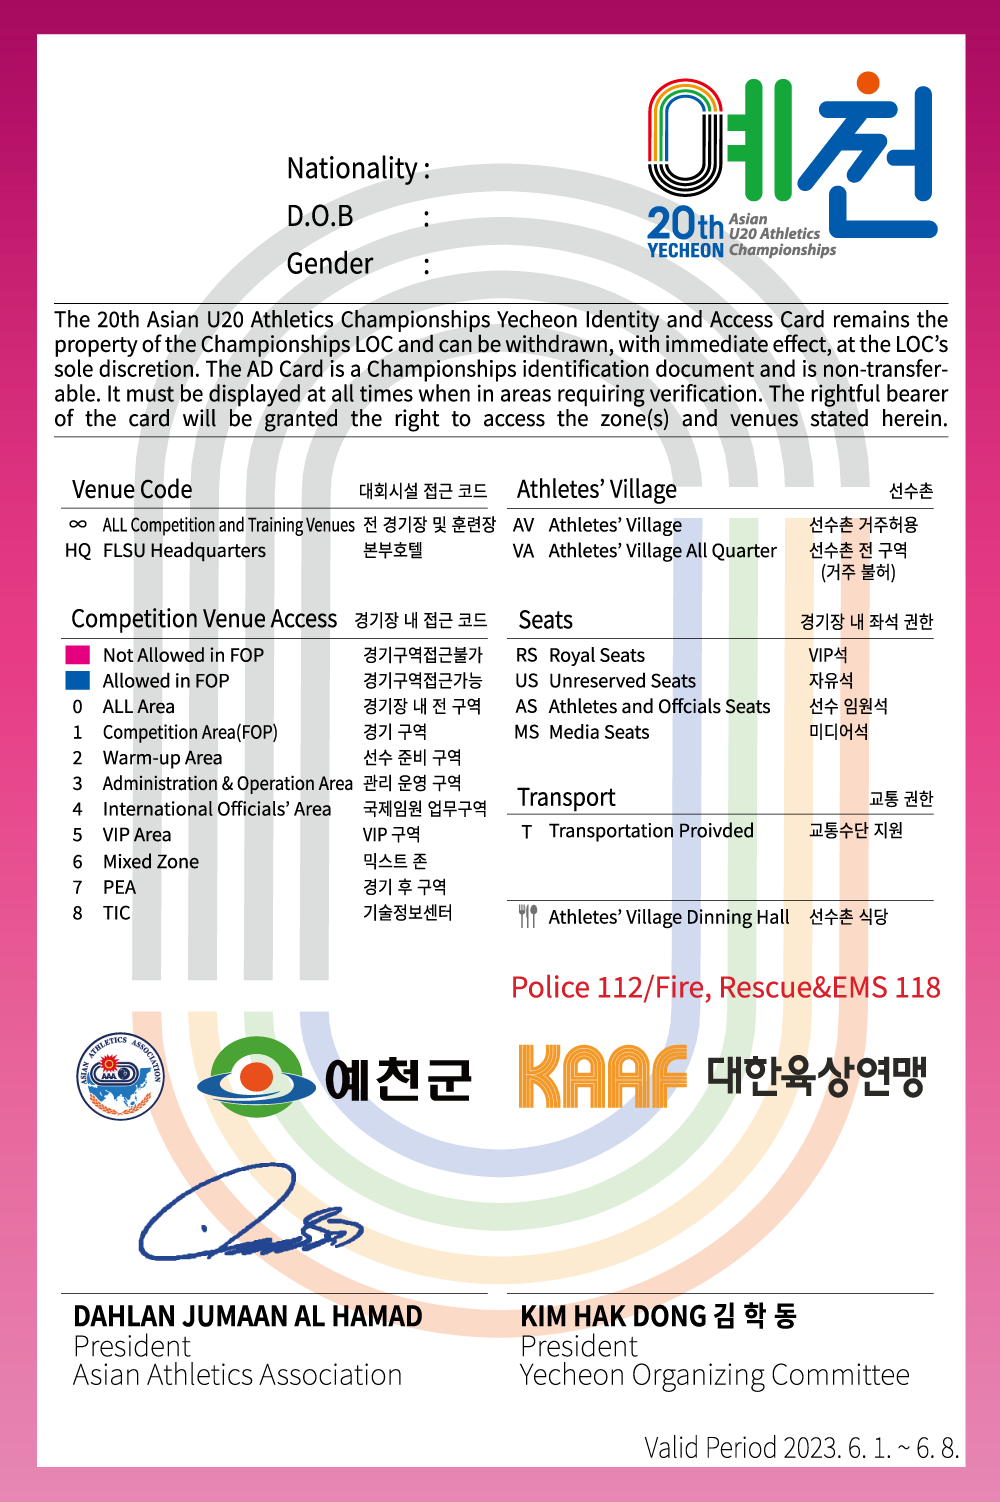 예천
20th Asian
U20 Athletics
YECHEON Championships
Nationality :
D.O.B :
Gender :
The 20th Asian U20 Athletics Championships Yecheon Identity and Access Card remains the
property of the Championships LOC and can be withdrawn, with immediate effect, at the LOC's
sole discretion. The AD Card is a Championships identification document and is non-transfer-
able. It must be displayed at all times when in areas requiring verification. The rightful bearer
of the card will be granted the right to access the zone(s) and venues stated herein.
Venue Code 대회시설 접근 코드
∞ ALL Competition and Training Venues 전 경기장 및 훈련장
HQ FLSU Headquarters 본부호텔
Athletes' Village 선수촌
AV Athletes' Village 선수촌 거주허용
VA Athletes' Village All Quarter 선수촌 전 구역
(거주 불허)
Competition Venue Access 경기장 내 접근 코드
Not Allowed in FOP 경기구역접근불가
Allowed in FOP 경기구역접근가능
0 ALL Area 경기장 내 전 구역
1 Competition Area(FOP) 경기 구역
2 Warm-up Area 선수 준비 구역
3 Administration & Operation Area 관리 운영 구역
4 International Officials' Area 국제임원 업무구역
5 VIP Area VIP 구역
6 Mixed Zone 믹스트 존
7 PEA 경기 후 구역
8 TIC 기술정보센터
Seats 경기장 내 좌석 권한
RS Royal Seats VIP석
US Unreserved Seats 자유석
AS Athletes and Offcials Seats 선수 임원석
MS Media Seats 미디어석
Transport 교통 권한
T Transportation Proivded 교통수단 지원
Athletes' Village Dinning Hall 선수촌 식당
Police 112/Fire, Rescue&EMS 118
ASIAN ATHLETICS ASSOCIATION
AAA
예천군
KAAF 대한육상연맹
DAHLAN JUMAAN AL HAMAD
President
Asian Athletics Association
KIM HAK DONG 김 학 동
President
Yecheon Organizing Committee
Valid Period 2023. 6. 1. ~ 6. 8.